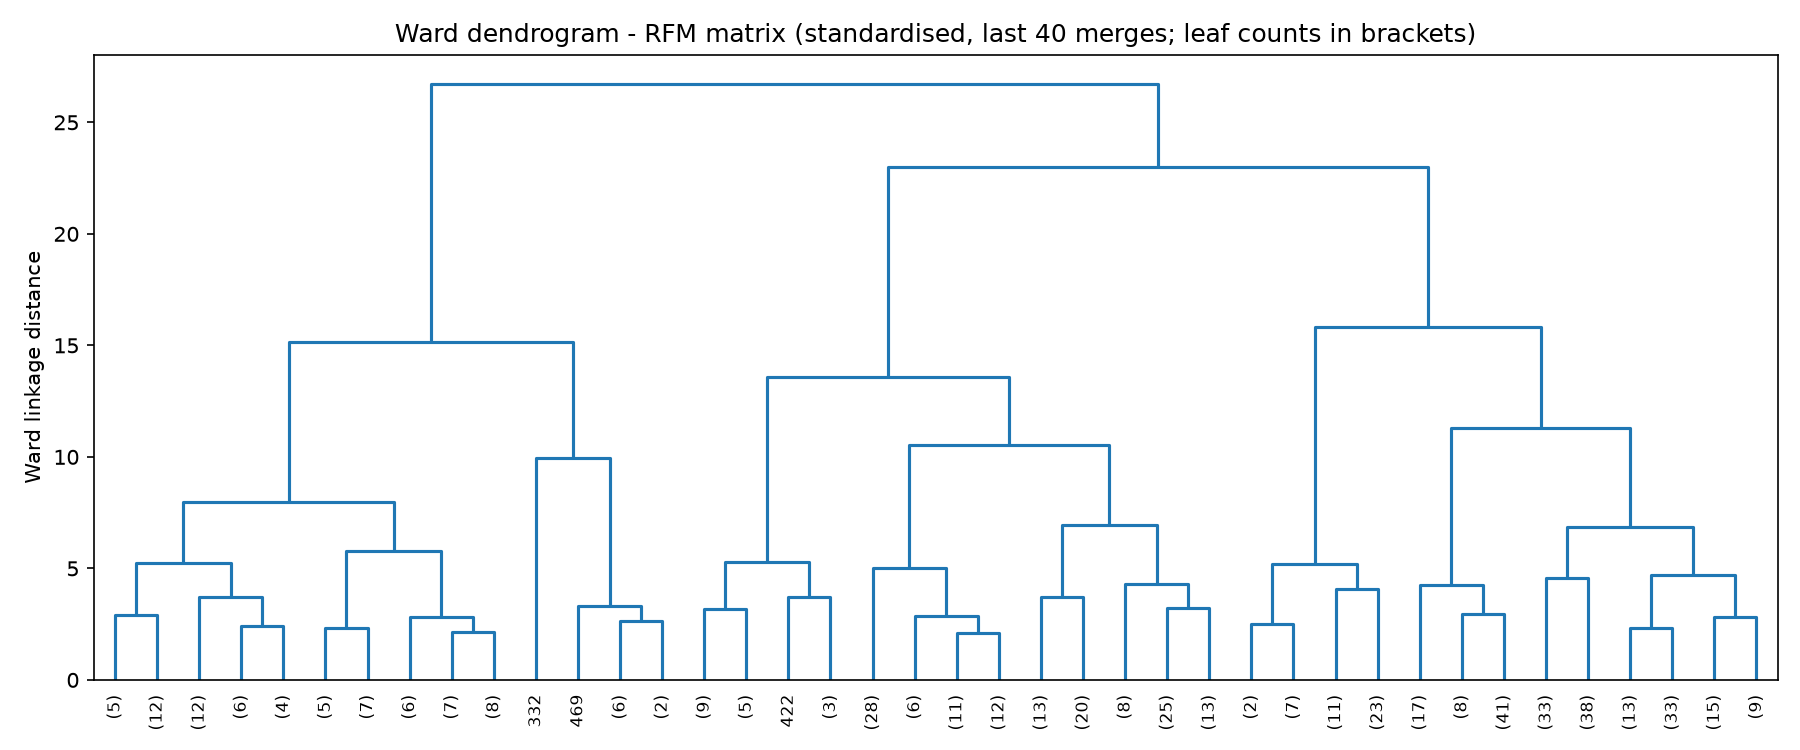 Ward dendrogram - RFM matrix (standardised, last 40 merges; leaf counts in brackets)
Ward linkage distance
25
20
15
10
5
0
(5) (12) (12) (6) (4) (5) (7) (6) (7) (8) 332 469 (6) (2) (9) (5) 422 (3) (28) (6) (11) (12) (13) (20) (8) (25) (13) (2) (7) (11) (23) (17) (8) (41) (33) (38) (13) (33) (15) (9)